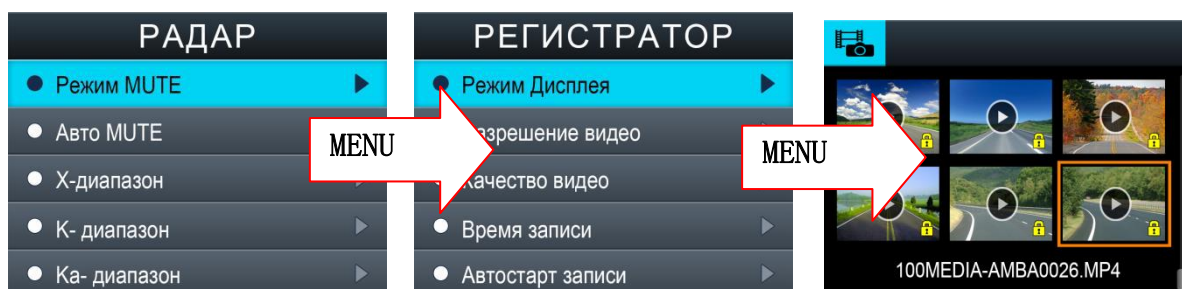 РАДАР
Режим MUTE
Авто MUTE
X-диапазон
K- диапазон
Ka- диапазон
MENU
РЕГИСТРАТОР
Режим Дисплея
азрешение видео
ачество видео
Время записи
Автостарт записи
MENU
100MEDIA-AMBA0026.MP4